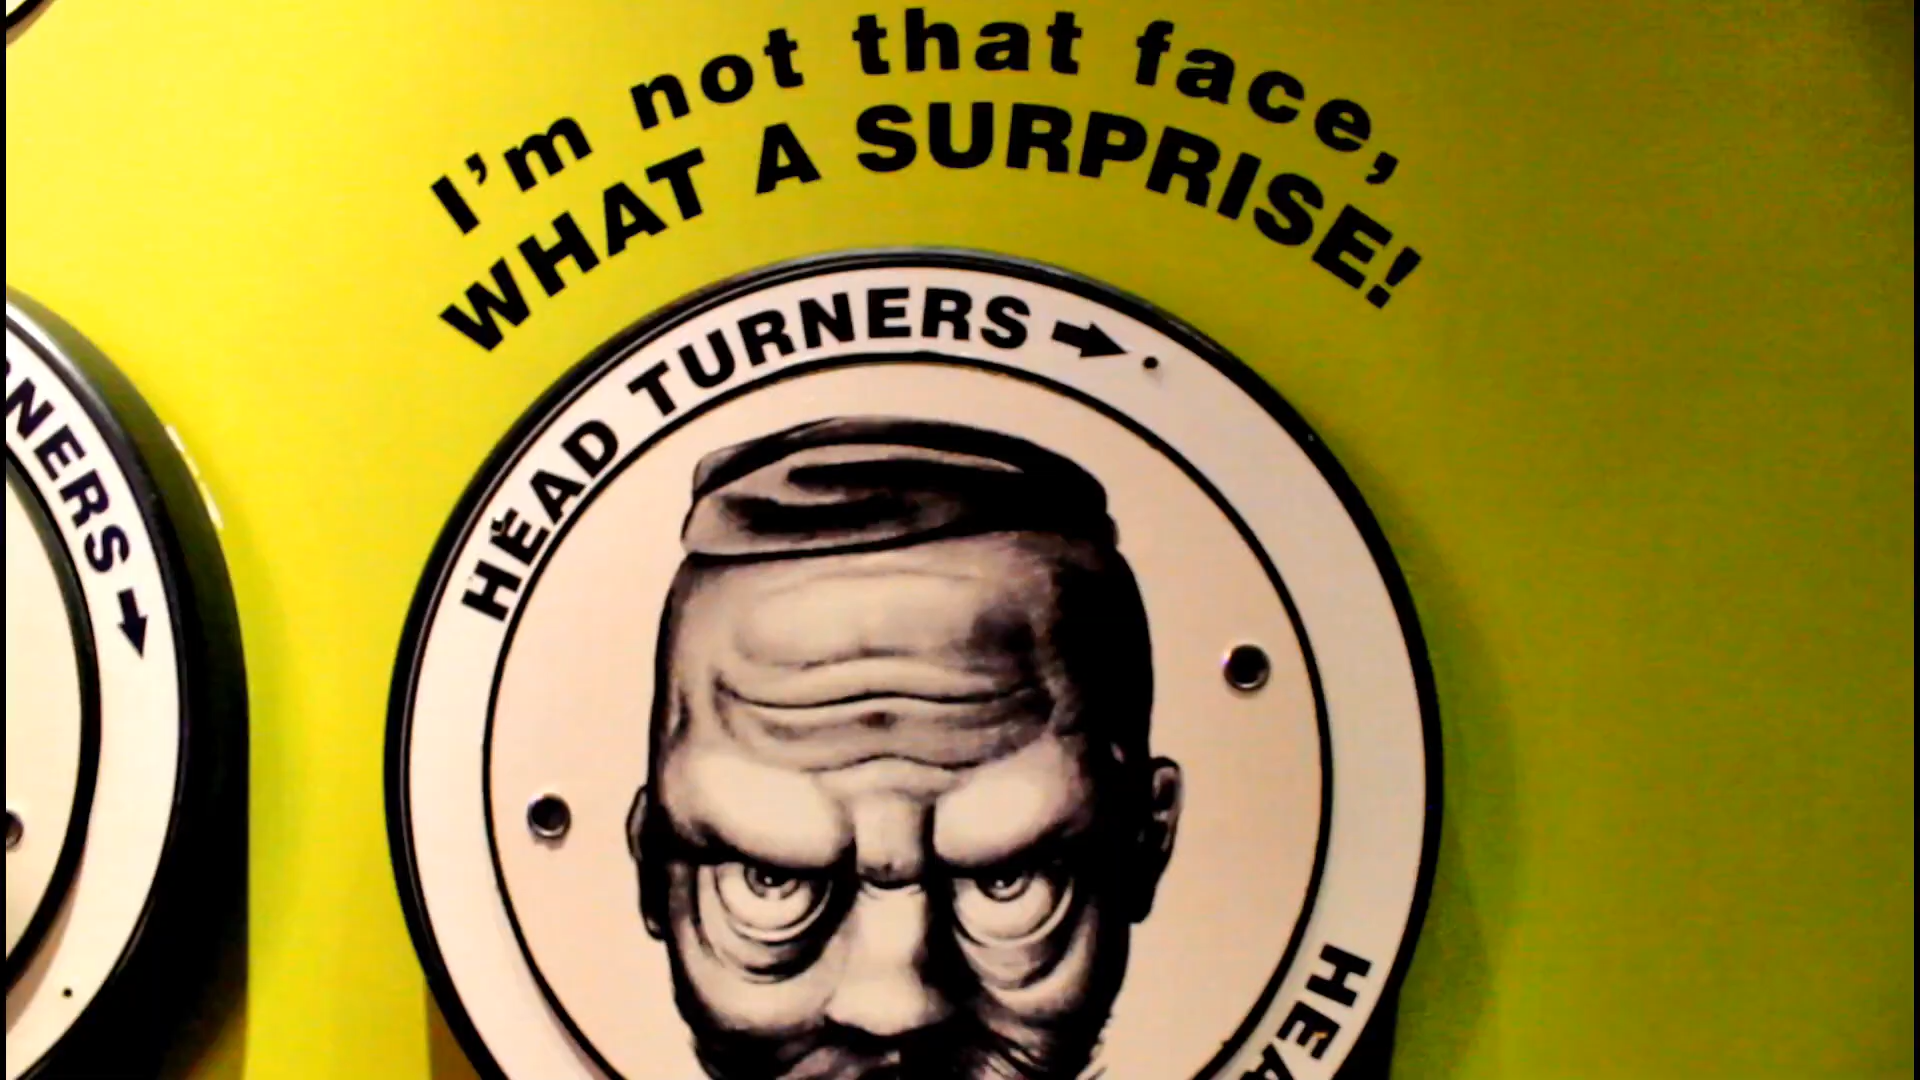 I'm not that face,
WHAT A SURPRISE!
HEAD TURNERS →
NERS →
HEA